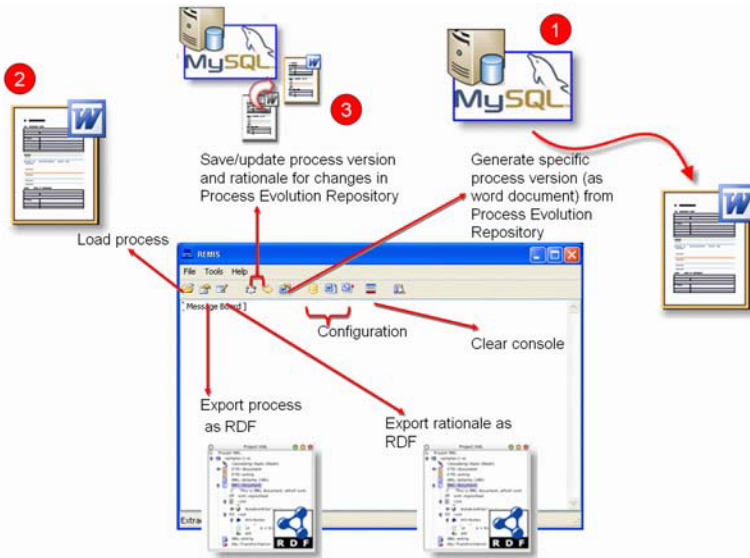 1
MySQL
2
W
MySQL
W
W
3
Save/update process version
and rationale for changes in
Process Evolution Repository
Generate specific
process version (as
word document) from
Process Evolution
Repository
W
Load process
REMIS
File Tools Help
[ Message Board ]
Configuration
Clear console
Export process
as RDF
Export rationale as
RDF
RDF
RDF